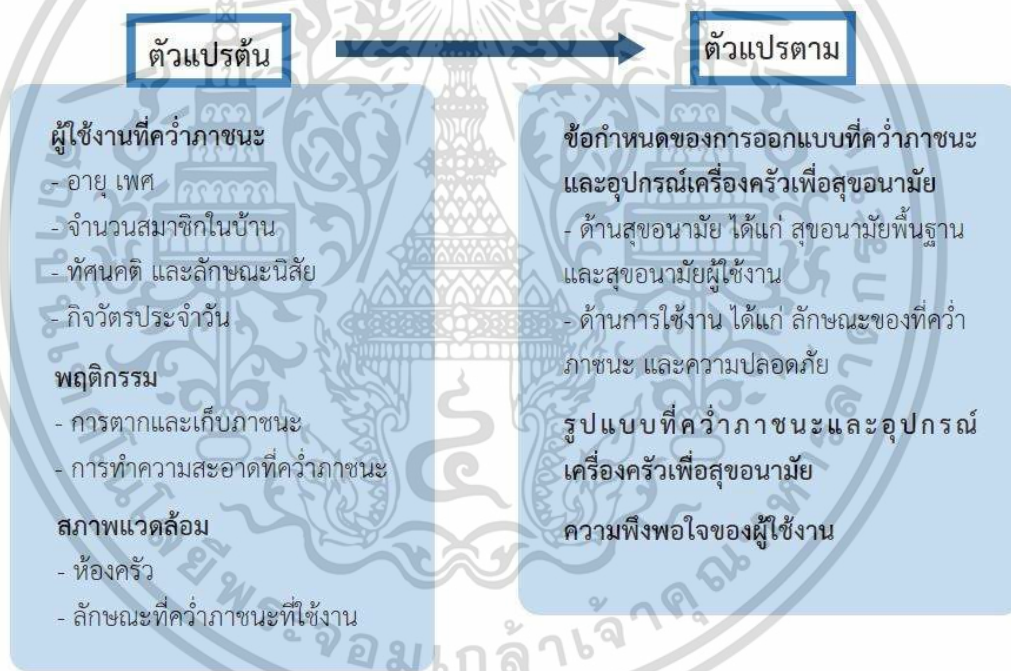 ตัวแปรต้น
ตัวแปรตาม
ผู้ใช้งานที่คว่ำภาชนะ
- อายุ เพศ
- จำนวนสมาชิกในบ้าน
- ทัศนคติ และลักษณะนิสัย
- กิจวัตรประจำวัน
พฤติกรรม
- การตากและเก็บภาชนะ
- การทำความสะอาดที่คว่ำภาชนะ
สภาพแวดล้อม
- ห้องครัว
- ลักษณะที่คว่ำภาชนะที่ใช้งาน
ข้อกำหนดของการออกแบบที่คว่ำภาชนะ
และอุปกรณ์เครื่องครัวเพื่อสุขอนามัย
- ด้านสุขอนามัย ได้แก่ สุขอนามัยพื้นฐาน
และสุขอนามัยผู้ใช้งาน
- ด้านการใช้งาน ได้แก่ ลักษณะของที่คว่ำ
ภาชนะ และความปลอดภัย
รูปแบบที่คว่ำภาชนะและอุปกรณ์
เครื่องครัวเพื่อสุขอนามัย
ความพึงพอใจของผู้ใช้งาน